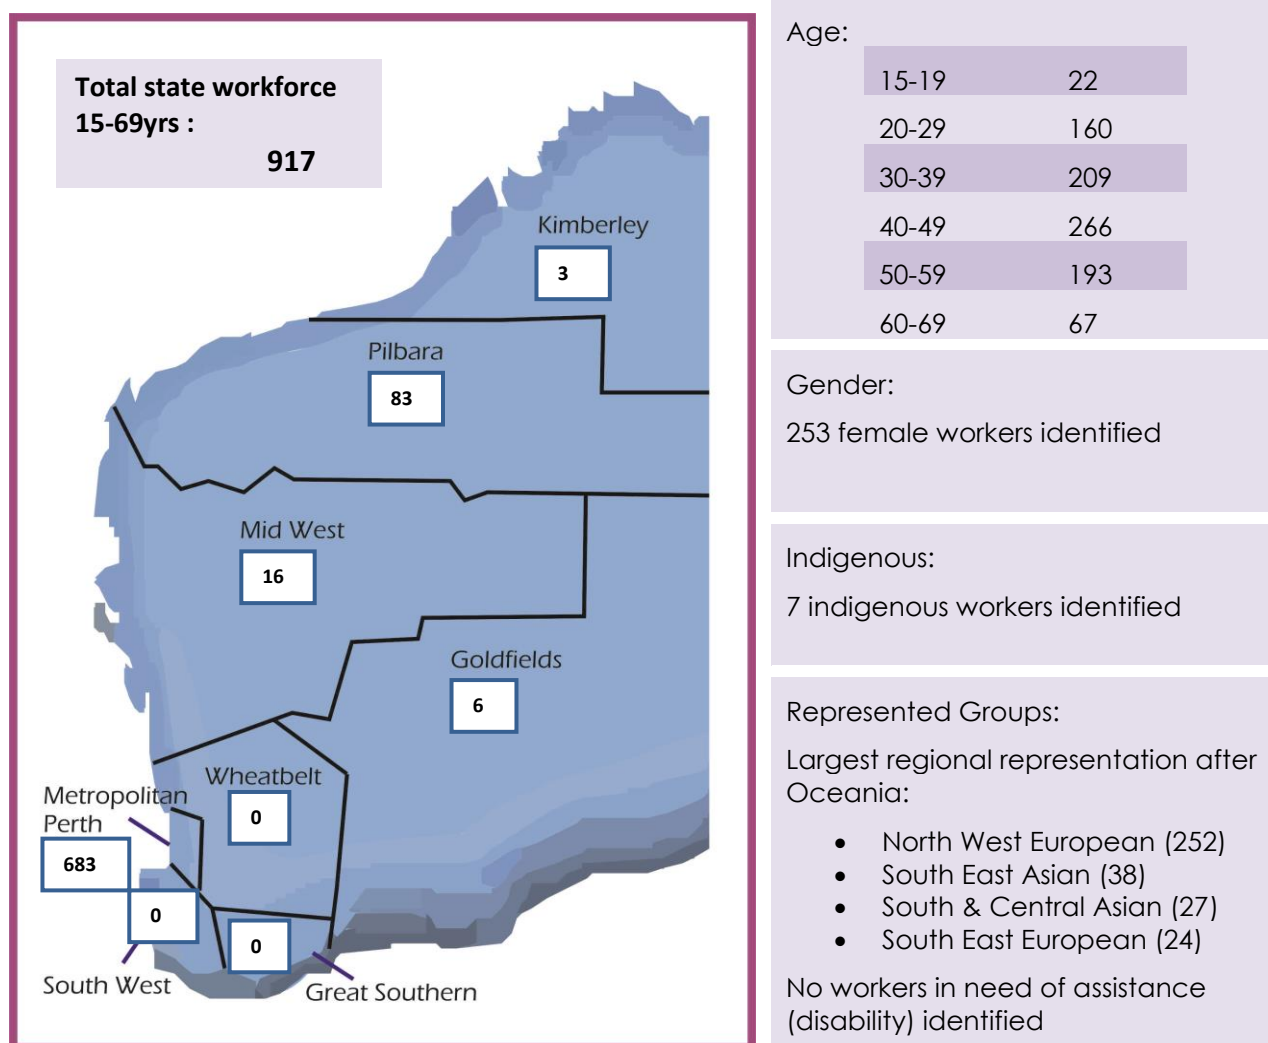 Total state workforce
15-69yrs :
917
Kimberley
3
Pilbara
83
Mid West
16
Goldfields
6
Wheatbelt
0
Metropolitan
Perth
683
0
South West
0
Great Southern
Age:
15-19 22
20-29 160
30-39 209
40-49 266
50-59 193
60-69 67
Gender:
253 female workers identified
Indigenous:
7 indigenous workers identified
Represented Groups:
Largest regional representation after
Oceania:
• North West European (252)
• South East Asian (38)
• South & Central Asian (27)
• South East European (24)
No workers in need of assistance
(disability) identified